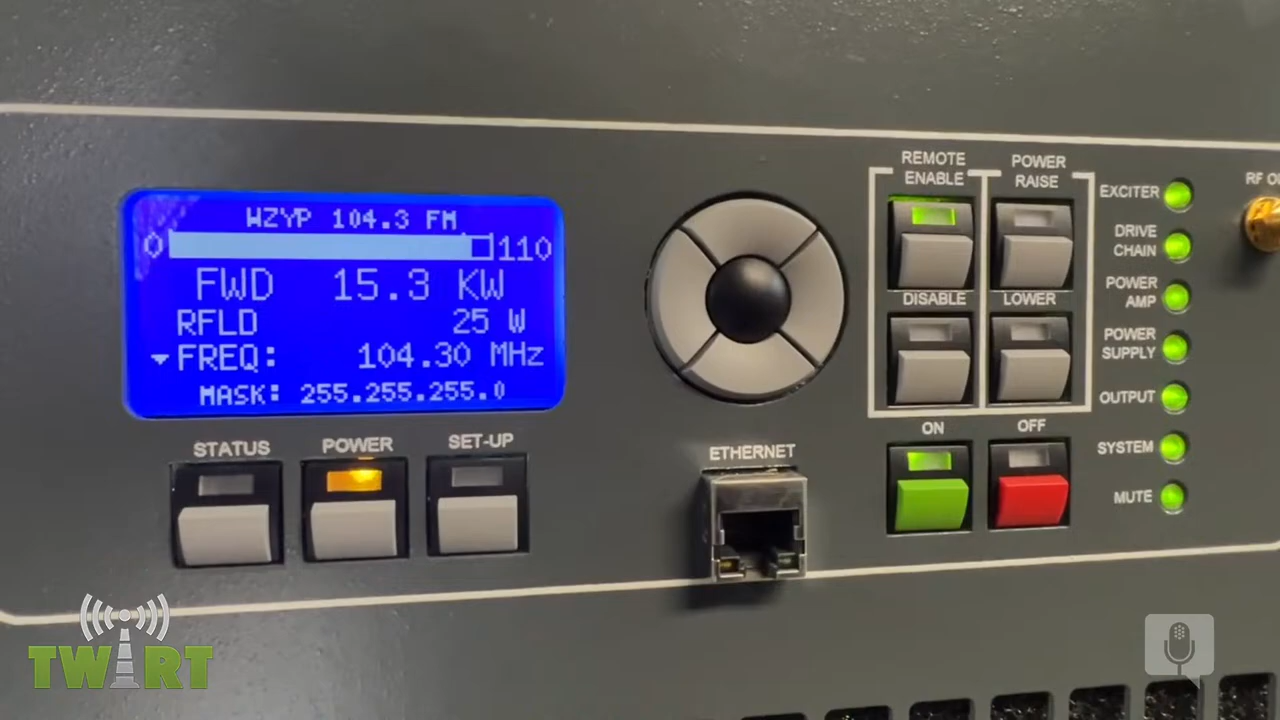 WZYP 104.3 FM
0 110
FWD 15.3 KW
RFLD 25 W
FREQ: 104.30 MHz
MASK: 255.255.255.0
STATUS
POWER
SET-UP
ETHERNET
REMOTE
ENABLE
POWER
RAISE
DISABLE
LOWER
ON
OFF
EXCITER
DRIVE
CHAIN
POWER
AMP
POWER
SUPPLY
OUTPUT
SYSTEM
MUTE
RF
TWIRT